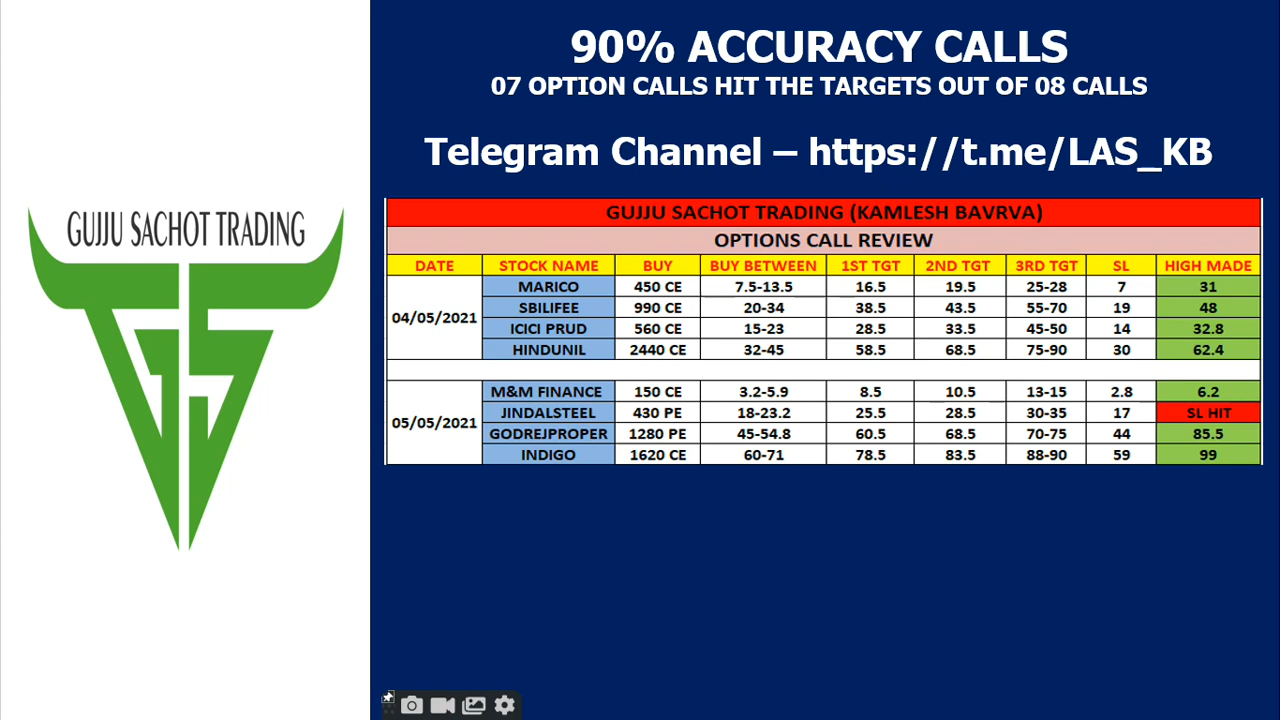 GUJJU SACHOT TRADING
90% ACCURACY CALLS
07 OPTION CALLS HIT THE TARGETS OUT OF 08 CALLS
Telegram Channel – https://t.me/LAS_KB
GUJJU SACHOT TRADING (KAMLESH BAVRVA)
OPTIONS CALL REVIEW
DATE STOCK NAME BUY BUY BETWEEN 1ST TGT 2ND TGT 3RD TGT SL HIGH MADE
04/05/2021 MARICO 450 CE 7.5-13.5 16.5 19.5 25-28 7 31
SBILIFEE 990 CE 20-34 38.5 43.5 55-70 19 48
ICICI PRUD 560 CE 15-23 28.5 33.5 45-50 14 32.8
HINDUNIL 2440 CE 32-45 58.5 68.5 75-90 30 62.4
05/05/2021 M&M FINANCE 150 CE 3.2-5.9 8.5 10.5 13-15 2.8 6.2
JINDALSTEEL 430 PE 18-23.2 25.5 28.5 30-35 17 SL HIT
GODREJPROPER 1280 PE 45-54.8 60.5 68.5 70-75 44 85.5
INDIGO 1620 CE 60-71 78.5 83.5 88-90 59 99